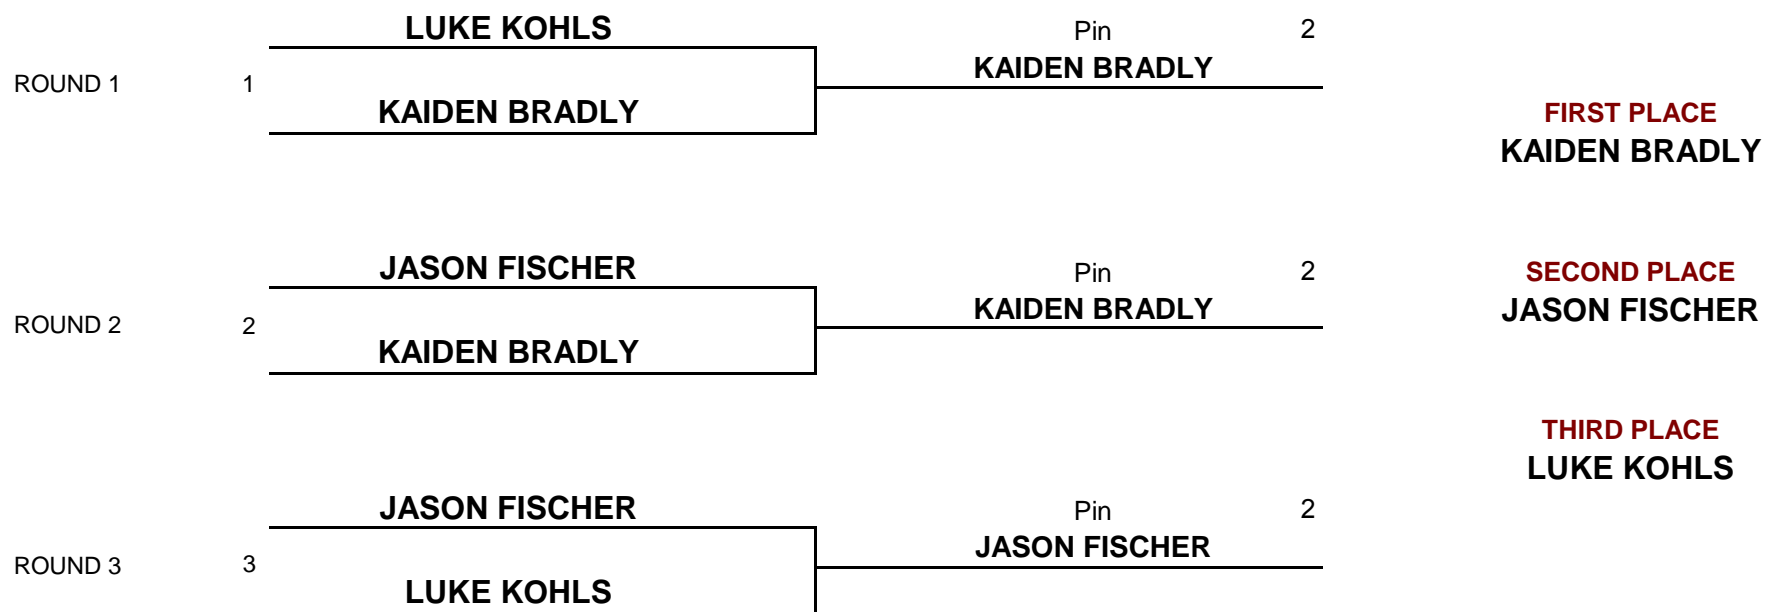 LUKE KOHLS
Pin 2
KAIDEN BRADLY
ROUND 1 1
KAIDEN BRADLY
FIRST PLACE
KAIDEN BRADLY
JASON FISCHER
Pin 2
SECOND PLACE
KAIDEN BRADLY
JASON FISCHER
ROUND 2 2
KAIDEN BRADLY
THIRD PLACE
LUKE KOHLS
JASON FISCHER
Pin 2
JASON FISCHER
ROUND 3 3
LUKE KOHLS